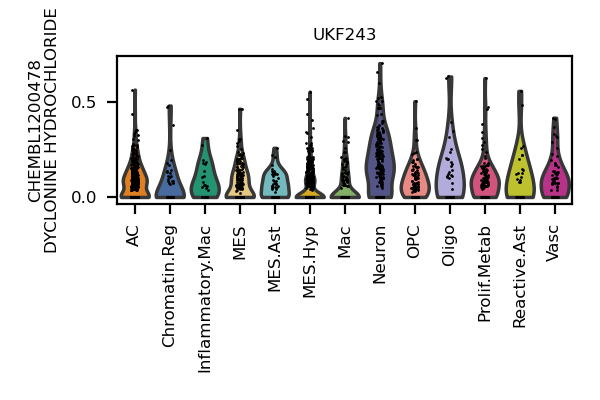 UKF243
CHEMBL1200478
DYCLONINE HYDROCHLORIDE
0.5
0.0
AC
Chromatin.Reg
Inflammatory.Mac
MES
MES.Ast
MES.Hyp
Mac
Neuron
OPC
Oligo
Prolif.Metab
Reactive.Ast
Vasc